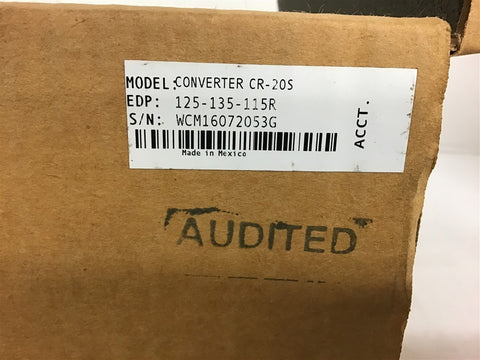 MODEL: CONVERTER CR-20S
EDP: 125-135-115R
S/N: WCM16072053G
Made in Mexico
ACCT.
AUDITED